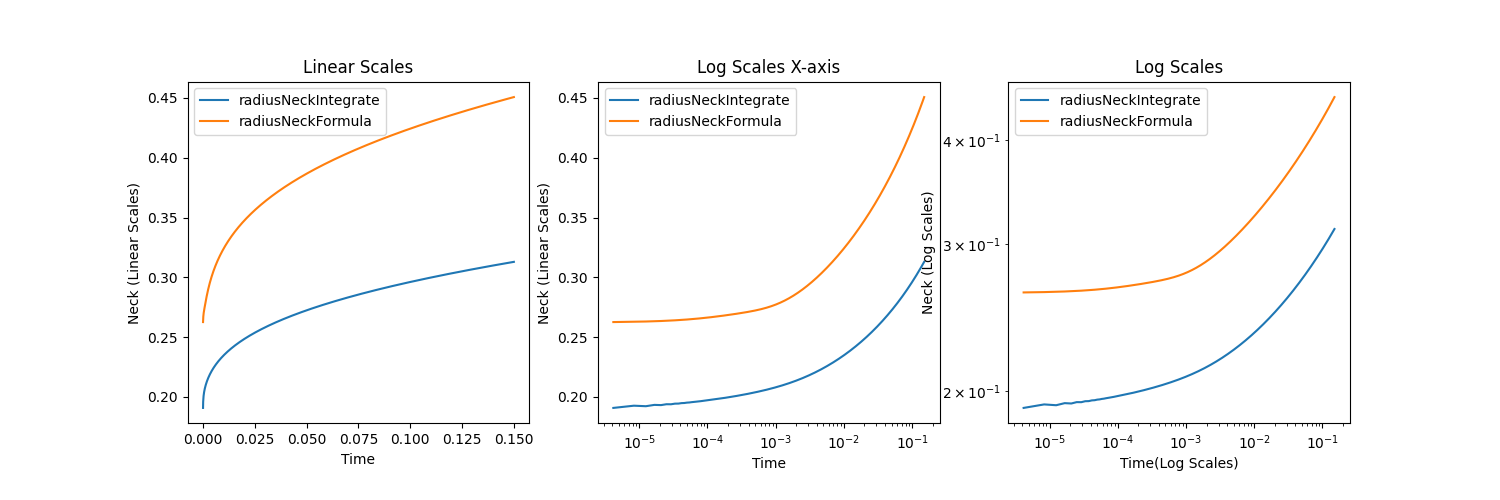 Linear Scales
radiusNeckIntegrate
radiusNeckFormula
0.45
0.40
0.35
0.30
0.25
0.20
Neck (Linear Scales)
0.000 0.025 0.050 0.075 0.100 0.125 0.150
Time
Log Scales X-axis
radiusNeckIntegrate
radiusNeckFormula
0.45
0.40
0.35
0.30
0.25
0.20
Neck (Linear Scales)
10⁻⁵ 10⁻⁴ 10⁻³ 10⁻² 10⁻¹
Time
Log Scales
radiusNeckIntegrate
radiusNeckFormula
4 × 10⁻¹
3 × 10⁻¹
2 × 10⁻¹
Neck (Log Scales)
10⁻⁵ 10⁻⁴ 10⁻³ 10⁻² 10⁻¹
Time(Log Scales)